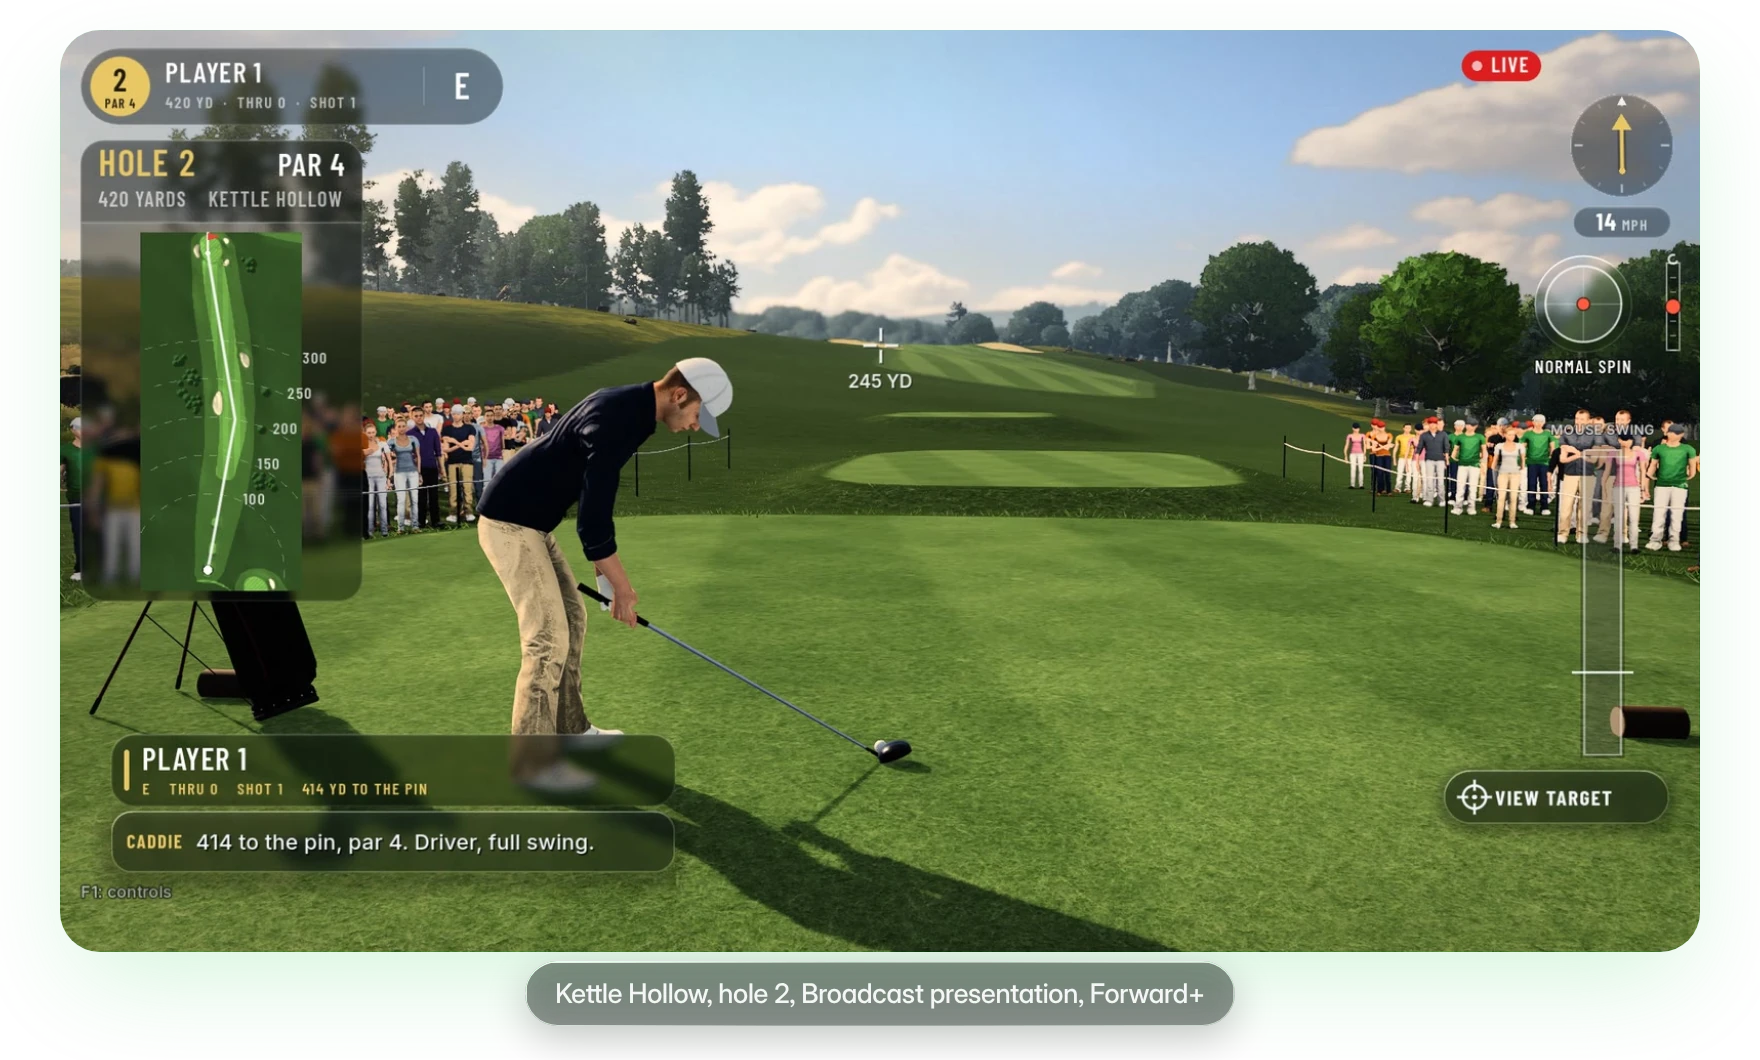 2
PAR 4
PLAYER 1
420 YD · THRU 0 · SHOT 1
E
LIVE
HOLE 2 PAR 4
420 YARDS KETTLE HOLLOW
300
250
200
150
100
14 MPH
C
NORMAL SPIN
245 YD
MOUSE SWING
PLAYER 1
E THRU 0 SHOT 1 414 YD TO THE PIN
CADDIE 414 to the pin, par 4. Driver, full swing.
VIEW TARGET
F1: controls
Kettle Hollow, hole 2, Broadcast presentation, Forward+